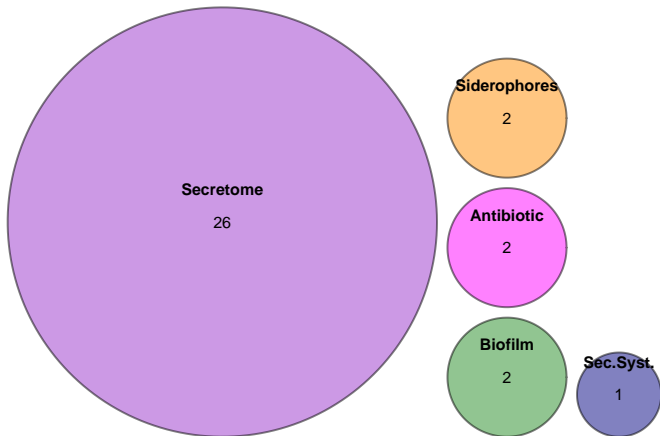 Secretome
26
Siderophores
2
Antibiotic
2
Biofilm
2
Sec.Syst.
1